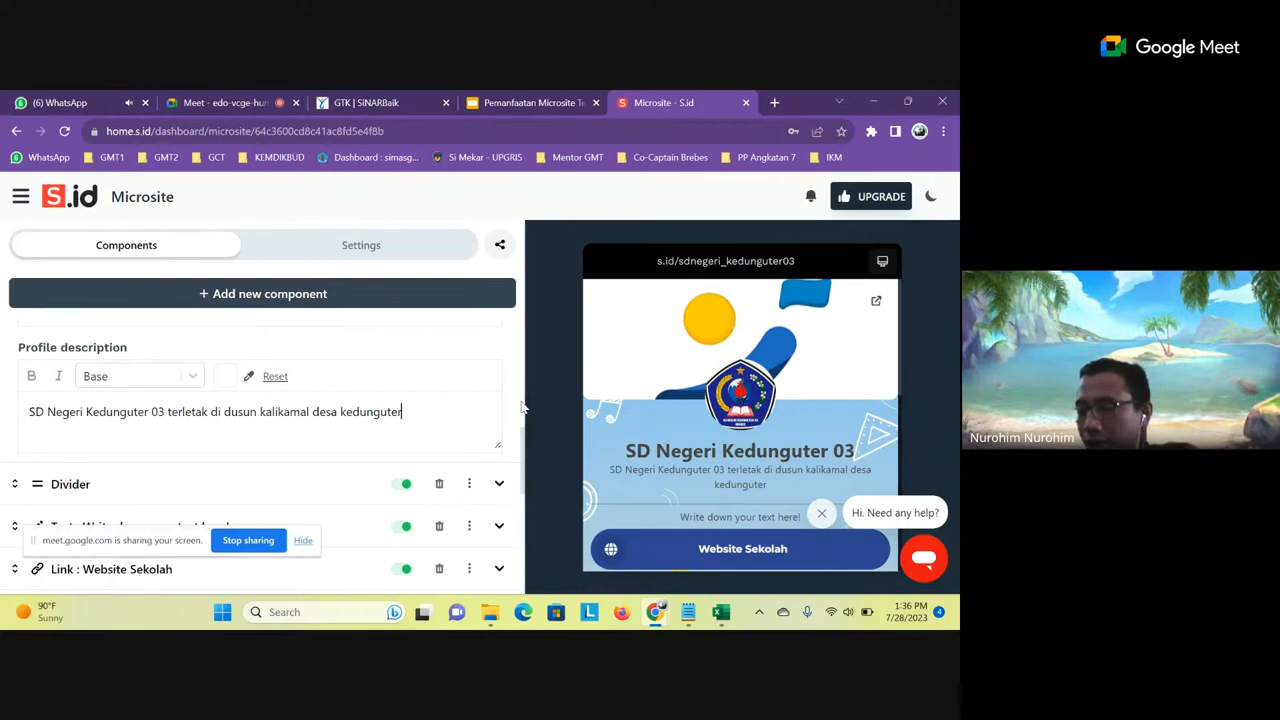 Google Meet
(6) WhatsApp
Meet - edo-vcge-hun
GTK | SiNARBaik
Pemanfaatan Microsite Te
Microsite - S.id
home.s.id/dashboard/microsite/64c3600cd8c41ac8fd5e4f8b
WhatsApp
GMT1
GMT2
GCT
KEMDIKBUD
Dashboard : simasg...
Si Mekar - UPGRIS
Mentor GMT
Co-Captain Brebes
PP Angkatan 7
IKM
S.id
Microsite
UPGRADE
Components
Settings
+ Add new component
Profile description
B I Base Reset
SD Negeri Kedunguter 03 terletak di dusun kalikamal desa kedunguter
Divider
meet.google.com is sharing your screen.
Stop sharing
Hide
Link : Website Sekolah
s.id/sdnegeri_kedunguter03
SD Negeri Kedunguter 03
SD Negeri Kedunguter 03 terletak di dusun kalikamal desa
kedunguter
Write down your text here!
Hi. Need any help?
Website Sekolah
Nurohim Nurohim
90°F
Sunny
Search
L
1:36 PM
7/28/2023
4